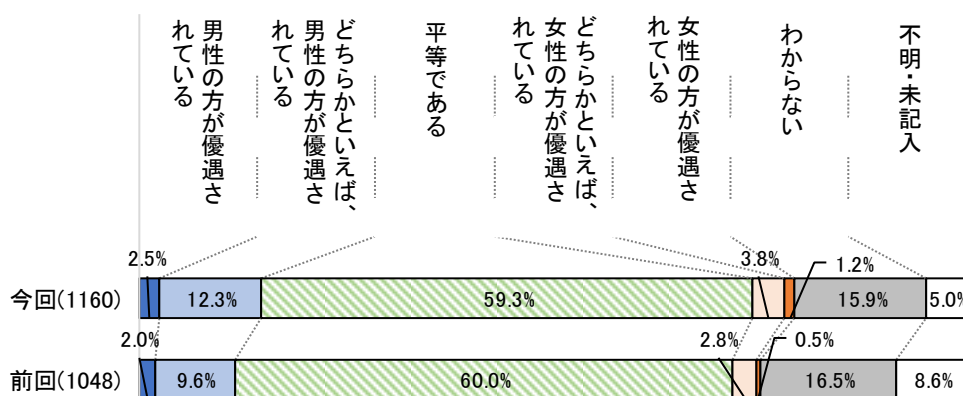 男性の方が優遇さ
れている
どちらかといえば、
男性の方が優遇さ
れている
平等である
どちらかといえば、
女性の方が優遇さ
れている
女性の方が優遇さ
れている
わからない
不明・未記入
2.5%
3.8%
1.2%
今回(1160)
12.3%
59.3%
15.9%
5.0%
2.0%
2.8%
0.5%
前回(1048)
9.6%
60.0%
16.5%
8.6%